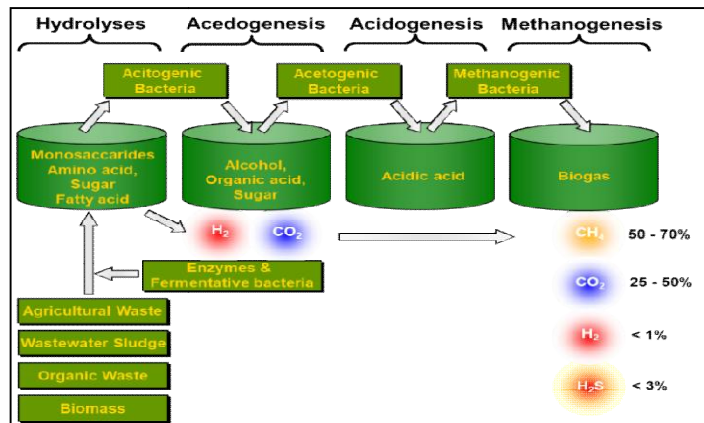 Hydrolyses
Acedogenesis
Acidogenesis
Methanogenesis
Acitogenic
Bacteria
Acetogenic
Bacteria
Methanogenic
Bacteria
Monosaccarides
Amino acid,
Sugar
Fatty acid
Alcohol,
Organic acid,
Sugar
Acidic acid
Biogas
H₂
CO₂
CH₄
50 - 70%
Enzymes &
Fermentative bacteria
CO₂
25 - 50%
Agricultural Waste
Wastewater Sludge
H₂
< 1%
Organic Waste
H₂S
< 3%
Biomass